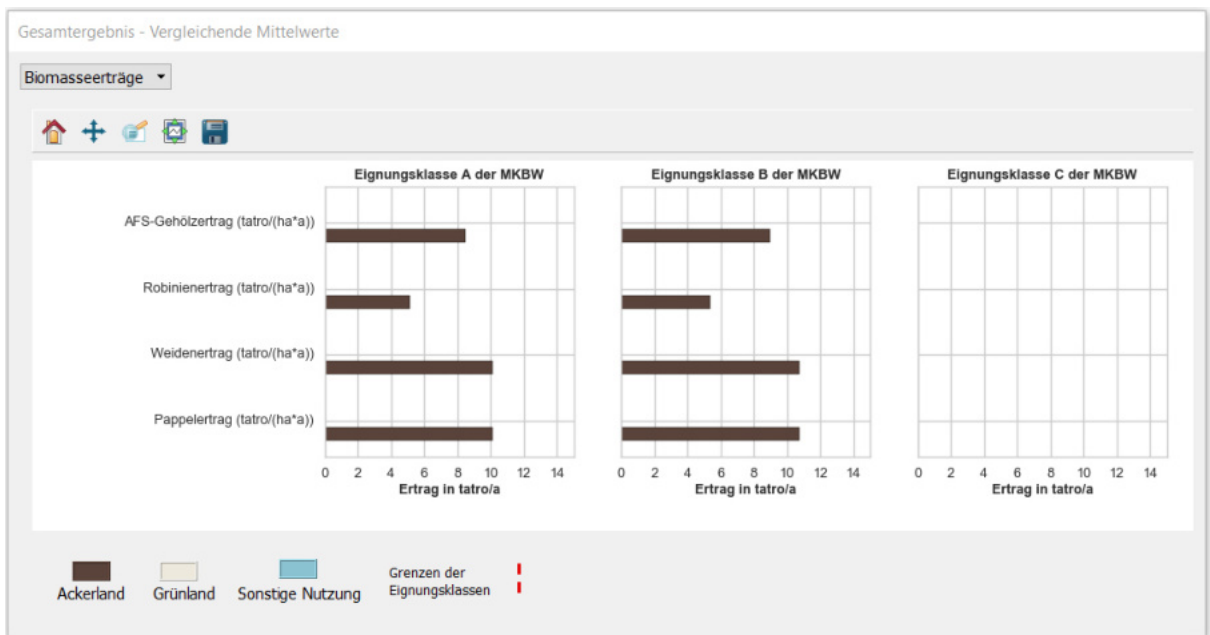 Gesamtergebnis - Vergleichende Mittelwerte
Biomasseerträge
Eignungsklasse A der MKBW
Eignungsklasse B der MKBW
Eignungsklasse C der MKBW
AFS-Gehölzertrag (tatro/(ha*a))
Robinienertrag (tatro/(ha*a))
Weidenertrag (tatro/(ha*a))
Pappelertrag (tatro/(ha*a))
0 2 4 6 8 10 12 14
0 2 4 6 8 10 12 14
0 2 4 6 8 10 12 14
Ertrag in tatro/a
Ertrag in tatro/a
Ertrag in tatro/a
Ackerland
Grünland
Sonstige Nutzung
Grenzen der
Eignungsklassen